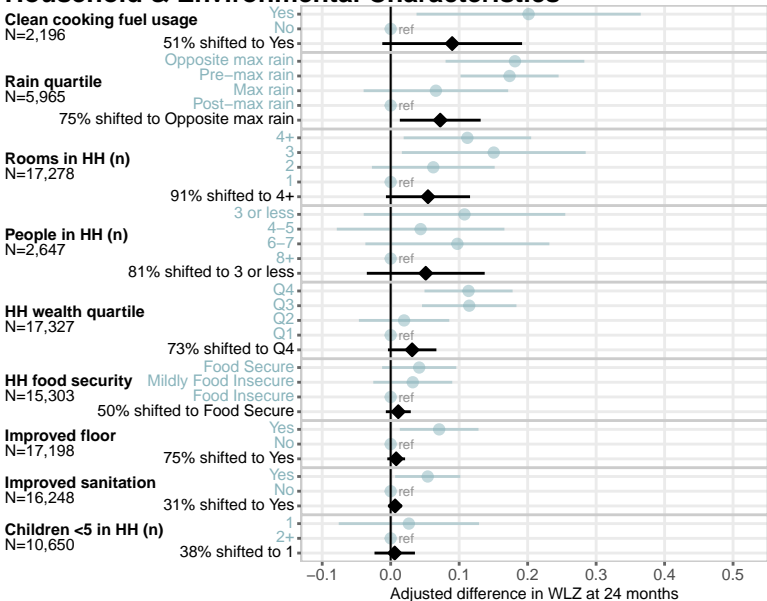 Household & Environmental Characteristics
Clean cooking fuel usage
N=2,196
Yes
No
ref
51% shifted to Yes
Rain quartile
N=5,965
Opposite max rain
Pre−max rain
Max rain
Post−max rain
ref
75% shifted to Opposite max rain
Rooms in HH (n)
N=17,278
4+
3
2
1
ref
91% shifted to 4+
People in HH (n)
N=2,647
3 or less
4−5
6−7
8+
ref
81% shifted to 3 or less
HH wealth quartile
N=17,327
Q4
Q3
Q2
Q1
ref
73% shifted to Q4
HH food security
N=15,303
Food Secure
Mildly Food Insecure
Food Insecure
ref
50% shifted to Food Secure
Improved floor
N=17,198
Yes
No
ref
75% shifted to Yes
Improved sanitation
N=16,248
Yes
No
ref
31% shifted to Yes
Children <5 in HH (n)
N=10,650
1
2+
ref
38% shifted to 1
−0.1 0.0 0.1 0.2 0.3 0.4 0.5
Adjusted difference in WLZ at 24 months